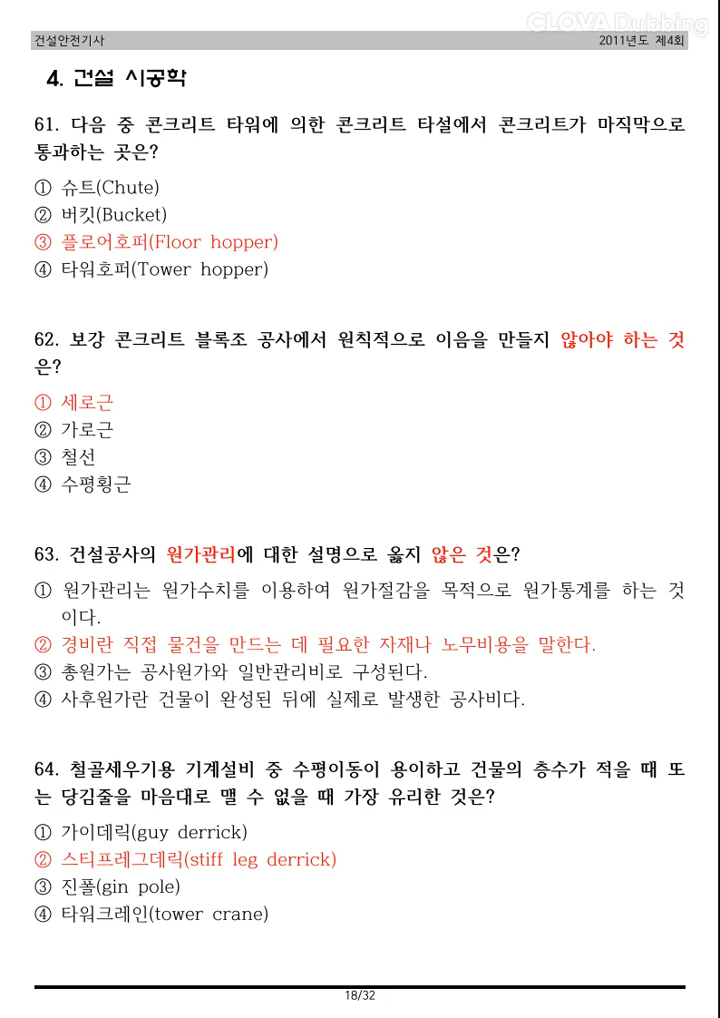 CLOVA Dubbing
건설안전기사 2011년도 제4회
4. 건설 시공학
61. 다음 중 콘크리트 타워에 의한 콘크리트 타설에서 콘크리트가 마직막으로
통과하는 곳은?
① 슈트(Chute)
② 버킷(Bucket)
③ 플로어호퍼(Floor hopper)
④ 타워호퍼(Tower hopper)
62. 보강 콘크리트 블록조 공사에서 원칙적으로 이음을 만들지 않아야 하는 것
은?
① 세로근
② 가로근
③ 철선
④ 수평횡근
63. 건설공사의 원가관리에 대한 설명으로 옳지 않은 것은?
① 원가관리는 원가수치를 이용하여 원가절감을 목적으로 원가통계를 하는 것
이다.
② 경비란 직접 물건을 만드는 데 필요한 자재나 노무비용을 말한다.
③ 총원가는 공사원가와 일반관리비로 구성된다.
④ 사후원가란 건물이 완성된 뒤에 실제로 발생한 공사비다.
64. 철골세우기용 기계설비 중 수평이동이 용이하고 건물의 층수가 적을 때 또
는 당김줄을 마음대로 맬 수 없을 때 가장 유리한 것은?
① 가이데릭(guy derrick)
② 스티프레그데릭(stiff leg derrick)
③ 진폴(gin pole)
④ 타워크레인(tower crane)
18/32